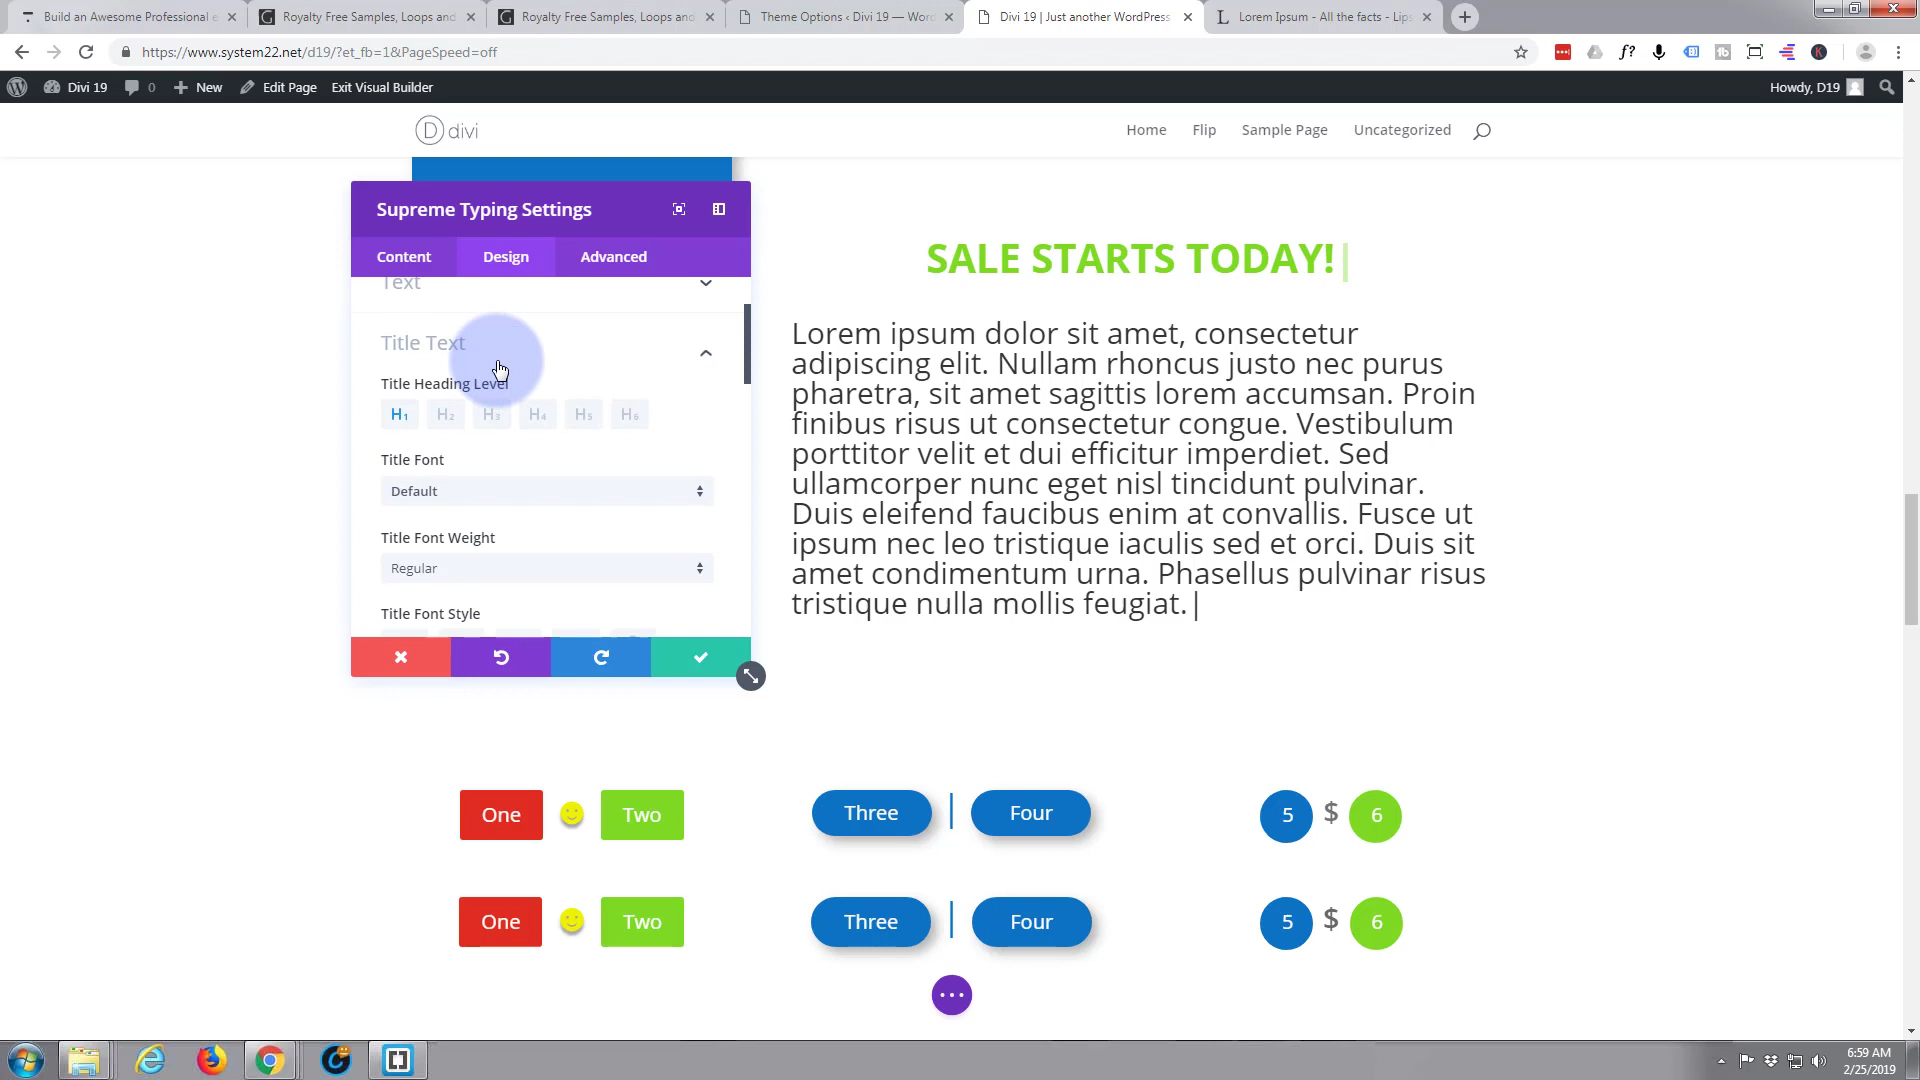 Build an Awesome Professional e
Royalty Free Samples, Loops and
Royalty Free Samples, Loops and
Theme Options ‹ Divi 19 — Word
Divi 19 | Just another WordPress
Lorem Ipsum - All the facts - Lips
https://www.system22.net/d19/?et_fb=1&PageSpeed=off
Divi 19
0
New
Edit Page
Exit Visual Builder
Howdy, D19
divi
Home
Flip
Sample Page
Uncategorized
Supreme Typing Settings
Content
Design
Advanced
Text
Title Text
Title Heading Level
H1 H2 H3 H4 H5 H6
Title Font
Default
Title Font Weight
Regular
Title Font Style
SALE STARTS TODAY!|
Lorem ipsum dolor sit amet, consectetur
adipiscing elit. Nullam rhoncus justo nec purus
pharetra, sit amet sagittis lorem accumsan. Proin
finibus risus ut consectetur congue. Vestibulum
porttitor velit et dui efficitur imperdiet. Sed
ullamcorper nunc eget nisl tincidunt pulvinar.
Duis eleifend faucibus enim at convallis. Fusce ut
ipsum nec leo tristique iaculis sed et orci. Duis sit
amet condimentum urna. Phasellus pulvinar risus
tristique nulla mollis feugiat.|
One
Two
Three
|
Four
5
$
6
One
Two
Three
|
Four
5
$
6
6:59 AM
2/25/2019